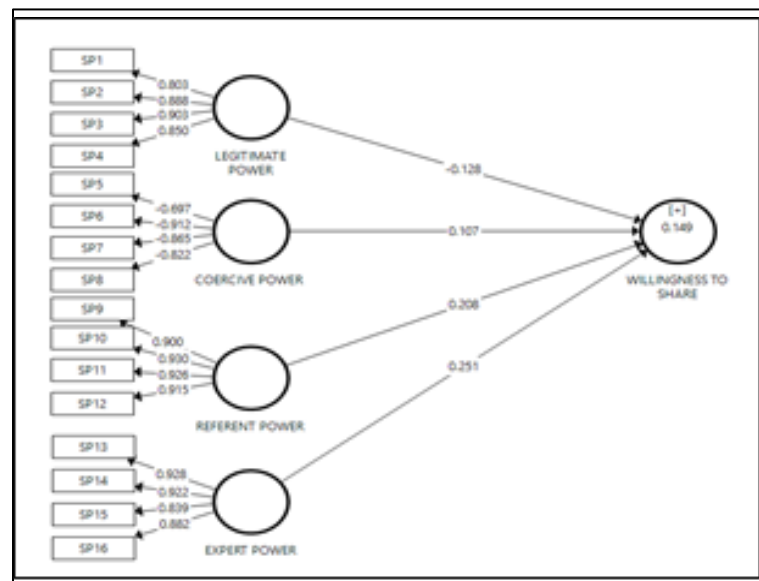 SP1
SP2
SP3
SP4
SP5
SP6
SP7
SP8
SP9
SP10
SP11
SP12
SP13
SP14
SP15
SP16
0.803
0.888
0.903
0.850
-0.697
-0.912
-0.865
-0.822
0.900
0.930
0.926
0.915
0.928
0.922
0.839
0.882
LEGITIMATE
POWER
COERCIVE POWER
REFERENT POWER
EXPERT POWER
-0.128
0.107
0.208
0.251
[+]
0.149
WILLINGNESS TO
SHARE